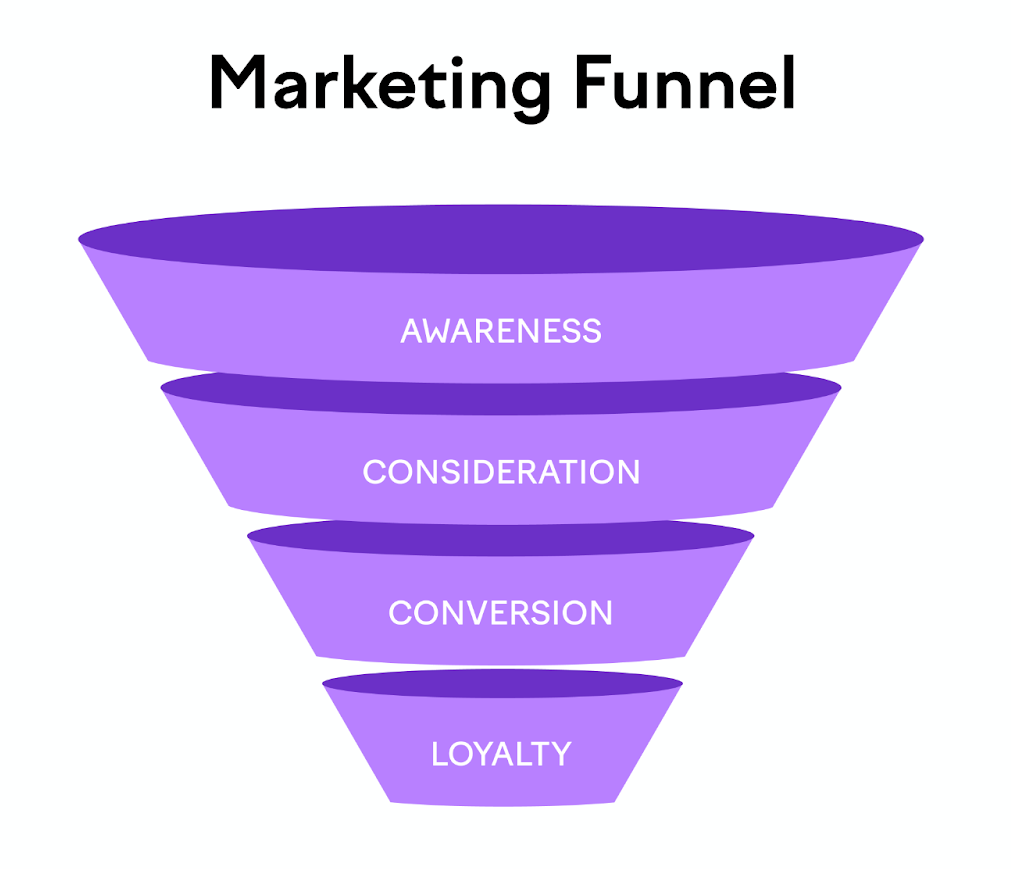 Marketing Funnel
AWARENESS
CONSIDERATION
CONVERSION
LOYALTY